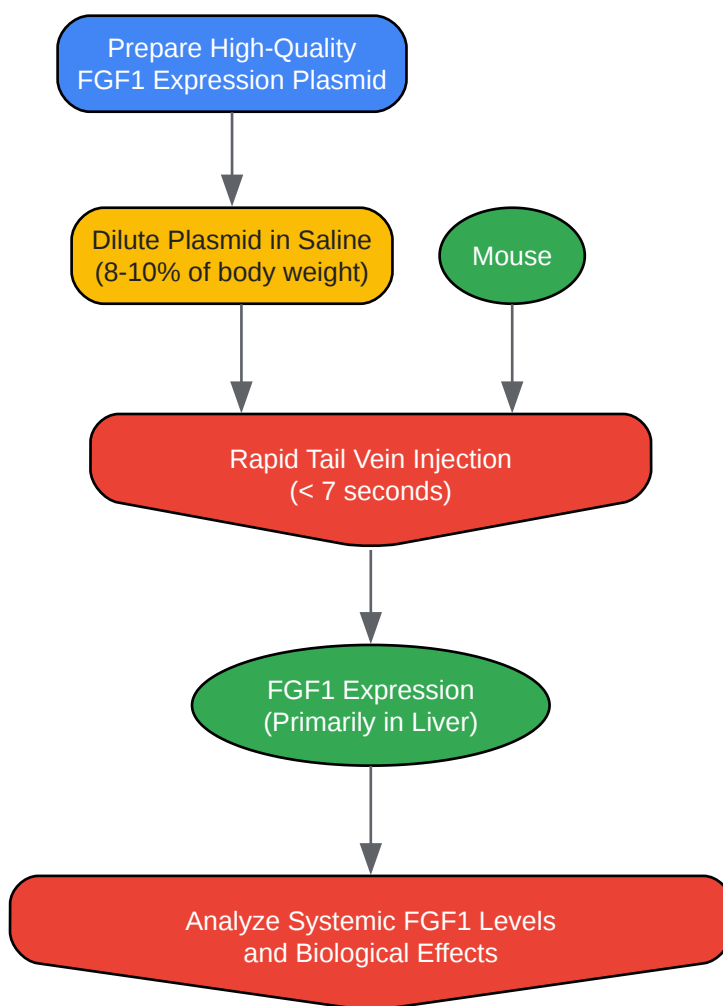 Prepare High-Quality
FGF1 Expression Plasmid
Dilute Plasmid in Saline
(8-10% of body weight)
Mouse
Rapid Tail Vein Injection
(< 7 seconds)
FGF1 Expression
(Primarily in Liver)
Analyze Systemic FGF1 Levels
and Biological Effects